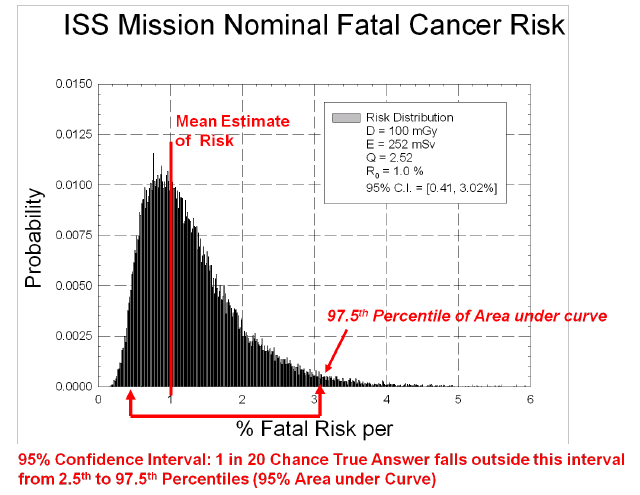 ISS Mission Nominal Fatal Cancer Risk
0.0150
0.0125
0.0100
0.0075
0.0050
0.0025
0.0000
Probability
Mean Estimate
of Risk
Risk Distribution
D = 100 mGy
E = 252 mSv
Q = 2.52
R0 = 1.0 %
95% C.I. = [0.41, 3.02%]
97.5th Percentile of Area under curve
0 1 2 3 4 5 6
% Fatal Risk per
95% Confidence Interval: 1 in 20 Chance True Answer falls outside this interval
from 2.5th to 97.5th Percentiles (95% Area under Curve)